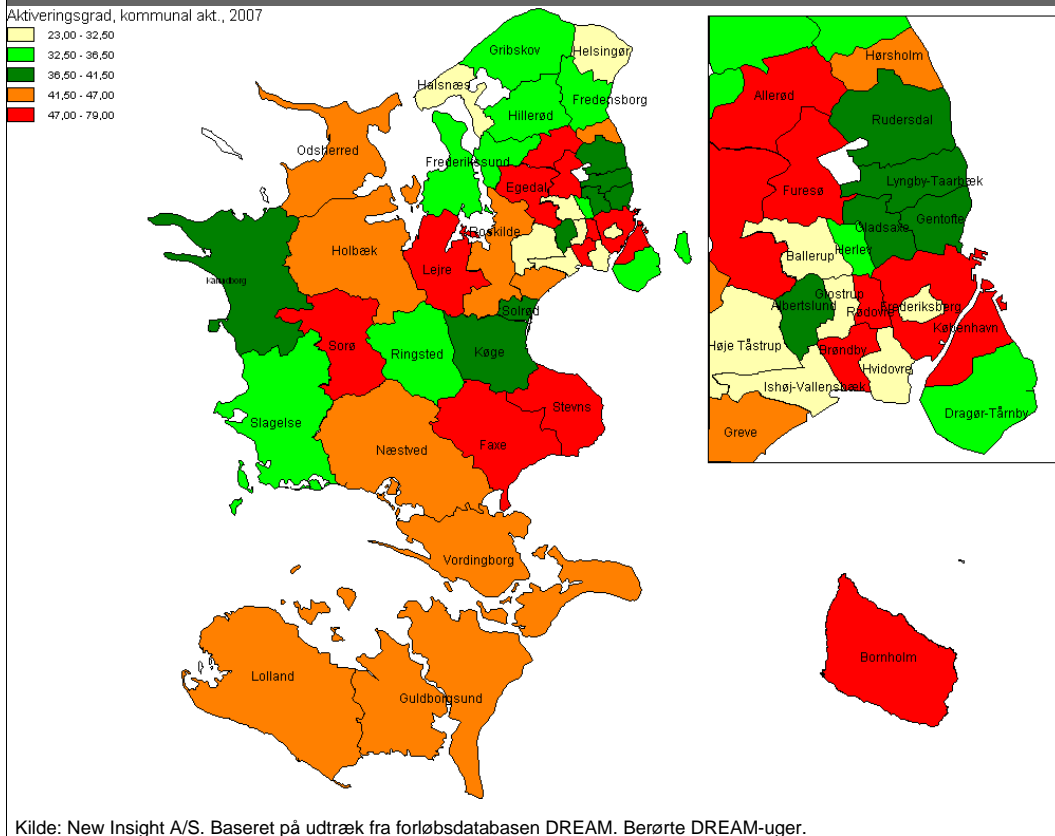 Aktiveringsgrad, kommunal akt., 2007
23,00 - 32,50
32,50 - 36,50
36,50 - 41,50
41,50 - 47,00
47,00 - 79,00
Gribskov
Helsingør
Halsnæs
Hillerød
Fredensborg
Odsherred
Frederikssund
Egedal
Roskilde
Holbæk
Lejre
Kalundborg
Solrød
Sorø
Ringsted
Køge
Slagelse
Stevns
Næstved
Faxe
Vordingborg
Lolland
Guldborgsund
Bornholm
Hørsholm
Allerød
Rudersdal
Furesø
Lyngby-Taarbæk
Gentofte
Gladsaxe
Herlev
Ballerup
Glostrup
Albertslund
Rødovre
Frederiksberg
København
Høje Tåstrup
Brøndby
Hvidovre
Ishøj-Vallensbæk
Dragør-Tårnby
Greve
Kilde: New Insight A/S. Baseret på udtræk fra forløbsdatabasen DREAM. Berørte DREAM-uger.